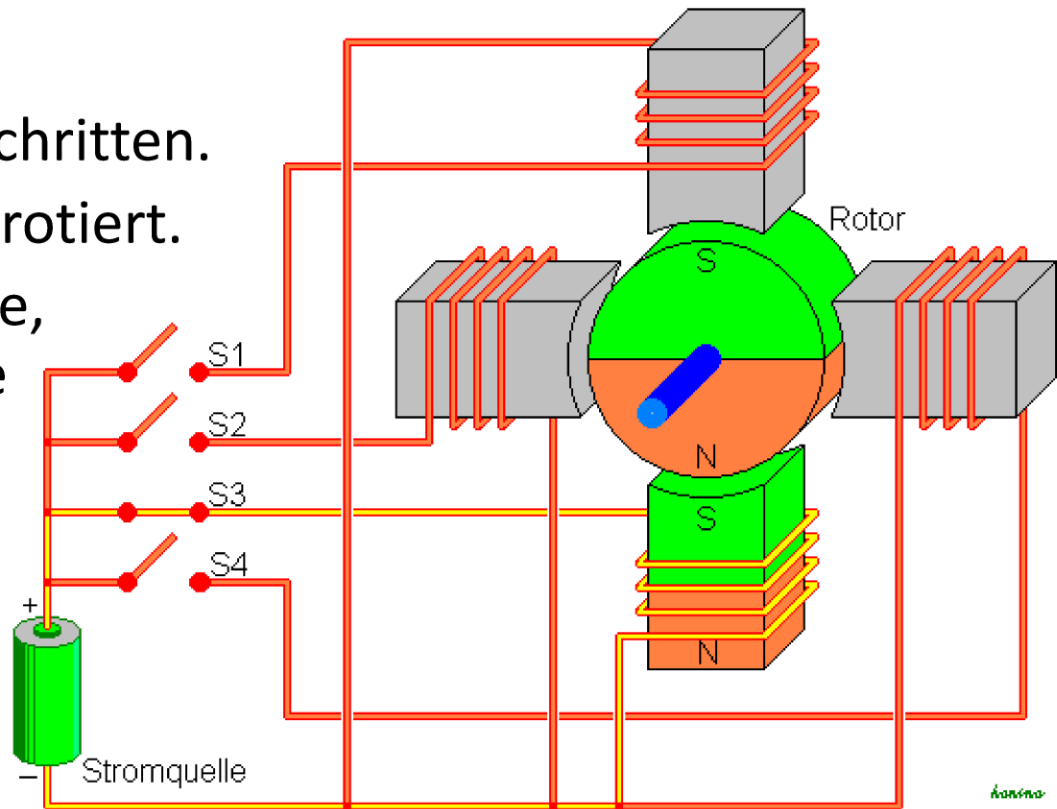 chritten.
rotiert.
e,
e
Rotor
S
N
S
N
S1
S2
S3
S4
+
–
Stromquelle